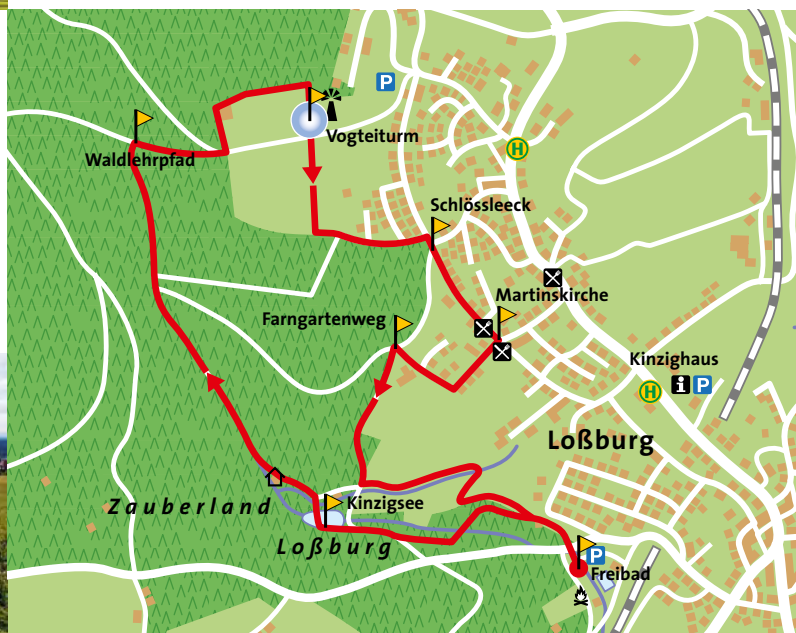 P
Vogteiturm
H
Waldlehrpfad
Schlössleeck
Martinskirche
Farngartenweg
Kinzighaus
H
i
P
Loßburg
Zauberland
Kinzigsee
Loßburg
P
Freibad